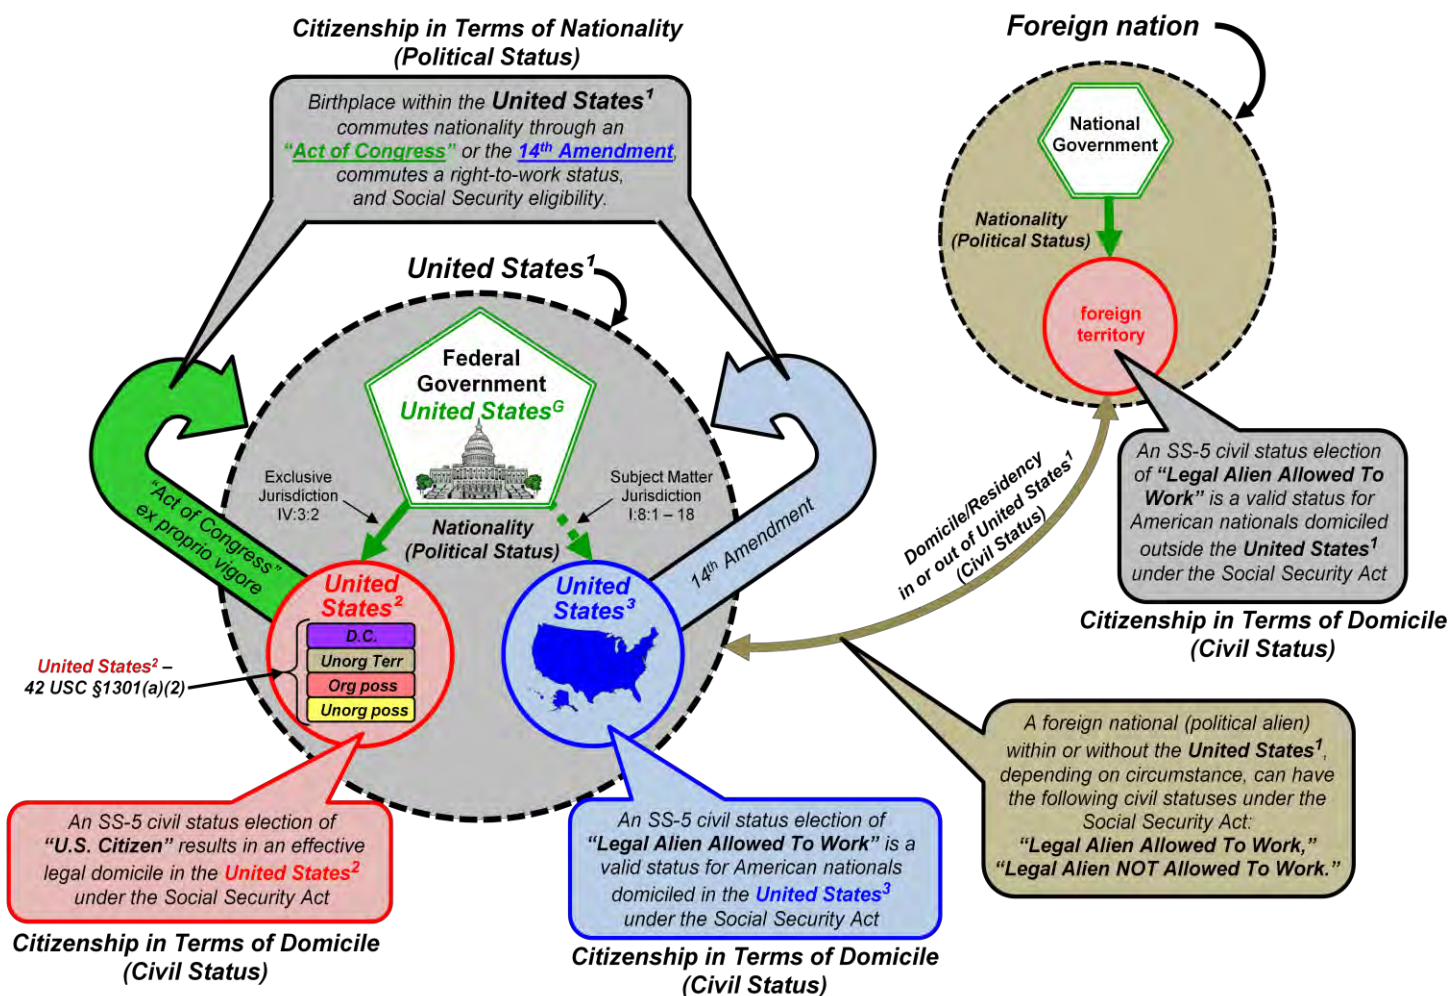 Citizenship in Terms of Nationality
(Political Status)
Birthplace within the United States¹
commutes nationality through an
“Act of Congress” or the 14th Amendment,
commutes a right-to-work status,
and Social Security eligibility.
Foreign nation
National
Government
Nationality
(Political Status)
foreign
territory
United States¹
Federal
Government
United Statesᴳ
Exclusive
Jurisdiction
IV:3:2
Subject Matter
Jurisdiction
I:8:1 – 18
Nationality
(Political Status)
“Act of Congress”
ex proprio vigore
14th Amendment
United
States²
D.C.
Unorg Terr
Org poss
Unorg poss
United States² –
42 USC §1301(a)(2)
United
States³
Domicile/Residency
in or out of United States¹
(Civil Status)
An SS-5 civil status election
of “Legal Alien Allowed To
Work” is a valid status for
American nationals domiciled
outside the United States¹
under the Social Security Act
Citizenship in Terms of Domicile
(Civil Status)
A foreign national (political alien)
within or without the United States¹,
depending on circumstance, can have
the following civil statuses under the
Social Security Act:
“Legal Alien Allowed To Work,”
“Legal Alien NOT Allowed To Work.”
An SS-5 civil status election of
“U.S. Citizen” results in an effective
legal domicile in the United States²
under the Social Security Act
Citizenship in Terms of Domicile
(Civil Status)
An SS-5 civil status election of
“Legal Alien Allowed To Work” is a
valid status for American nationals
domiciled in the United States³
under the Social Security Act
Citizenship in Terms of Domicile
(Civil Status)